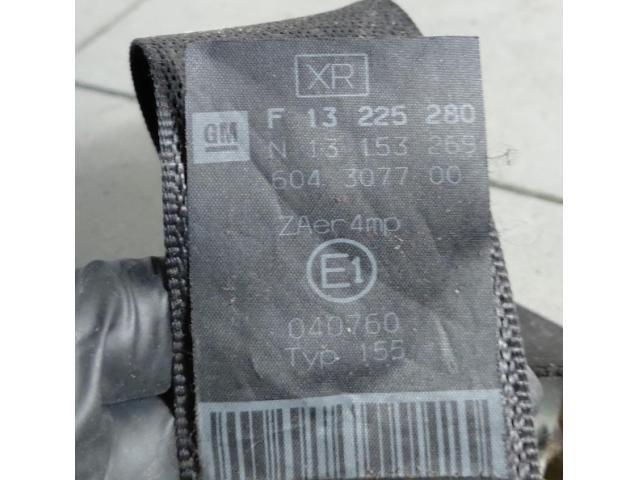 XR
GM F 13 225 280
N 13 153 269
604 3077 00
ZAer4mp
E1
040760
Typ 155